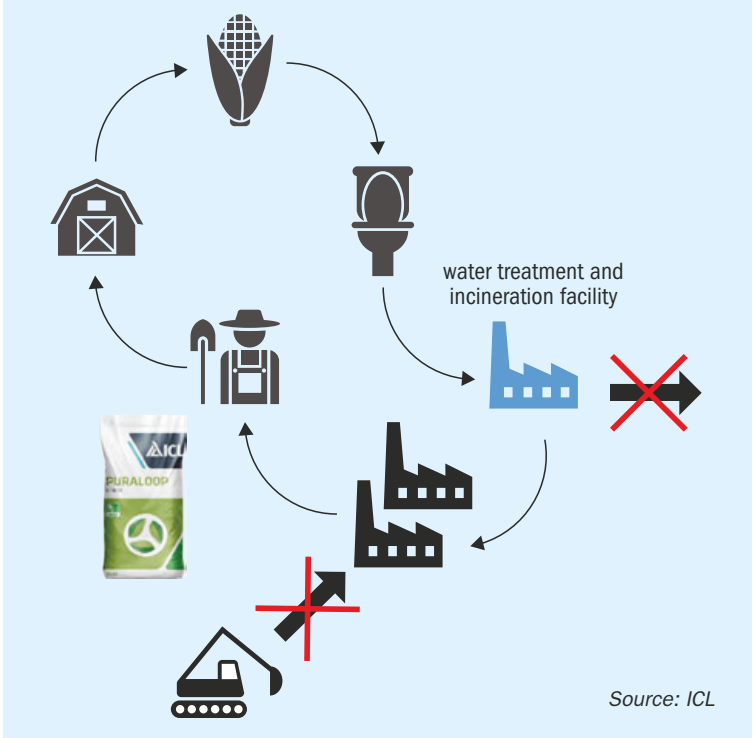 water treatment and
incineration facility
ICL
PURALOOP
Source: ICL